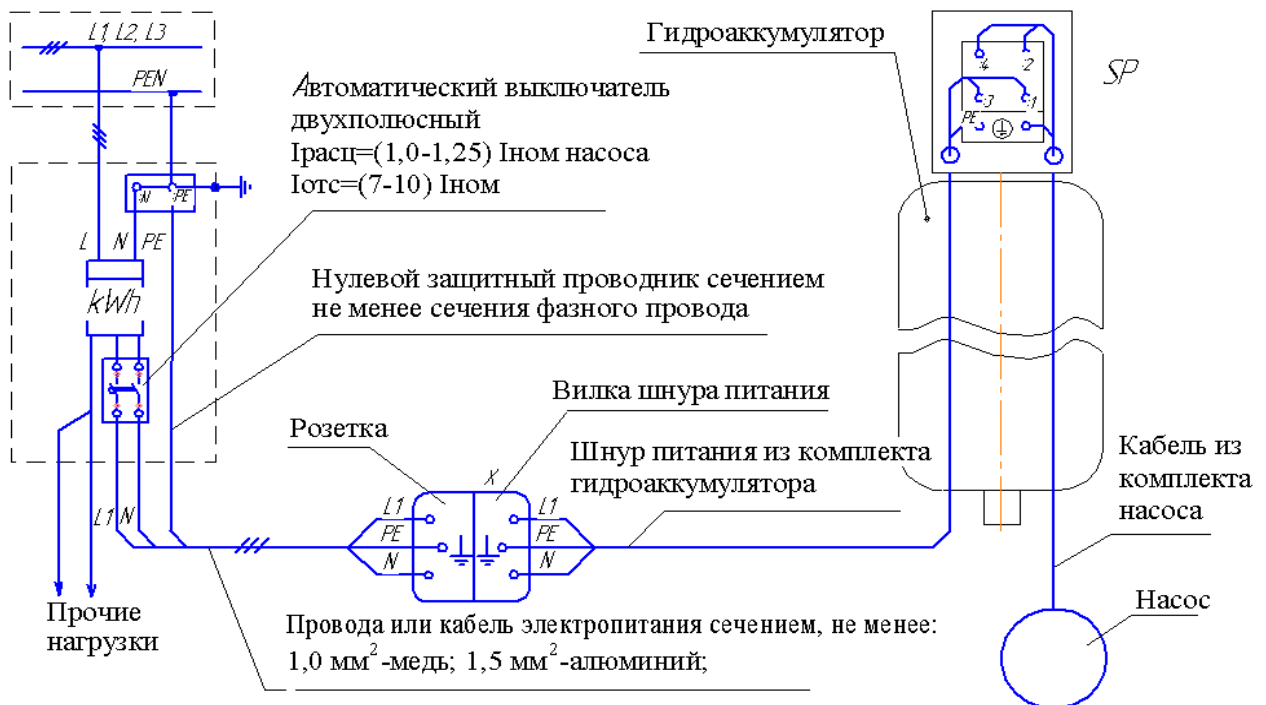 L1, L2, L3
PEN
Автоматический выключатель
двухполюсный
Iрасц=(1,0-1,25) Iном насоса
Iотс=(7-10) Iном
Гидроаккумулятор
SP
:4 :2
:3 :1
PE
N PE
L N PE
kWh
Нулевой защитный проводник сечением
не менее сечения фазного провода
Розетка
Вилка шнура питания
Шнур питания из комплекта
гидроаккумулятора
Кабель из
комплекта
насоса
X
L1 N
L1 L1
PE PE
N N
Прочие
нагрузки
Провода или кабель электропитания сечением, не менее:
1,0 мм²-медь; 1,5 мм²-алюминий;
Насос